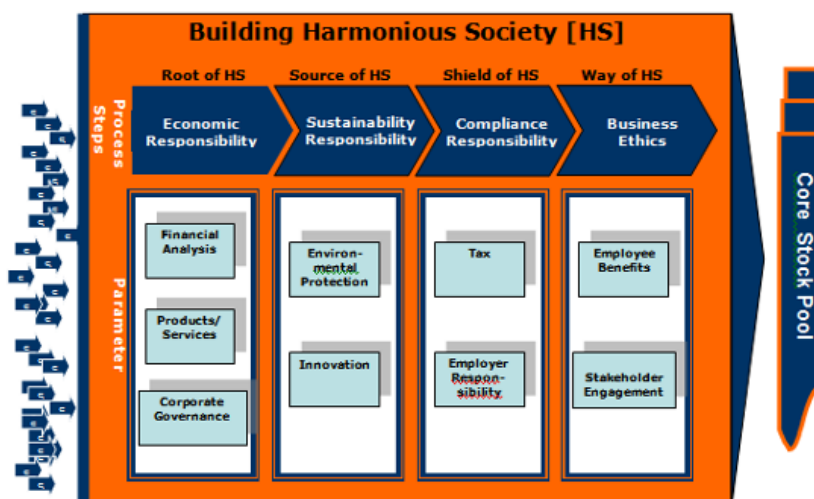 Building Harmonious Society [HS]
Root of HS
Source of HS
Shield of HS
Way of HS
Process
Steps
Economic
Responsibility
Sustainability
Responsibility
Compliance
Responsibility
Business
Ethics
Parameter
Financial
Analysis
Products/
Services
Corporate
Governance
Environ-
mental
Protection
Innovation
Tax
Employer
Respon-
sibility
Employee
Benefits
Stakeholder
Engagement
Core Stock Pool